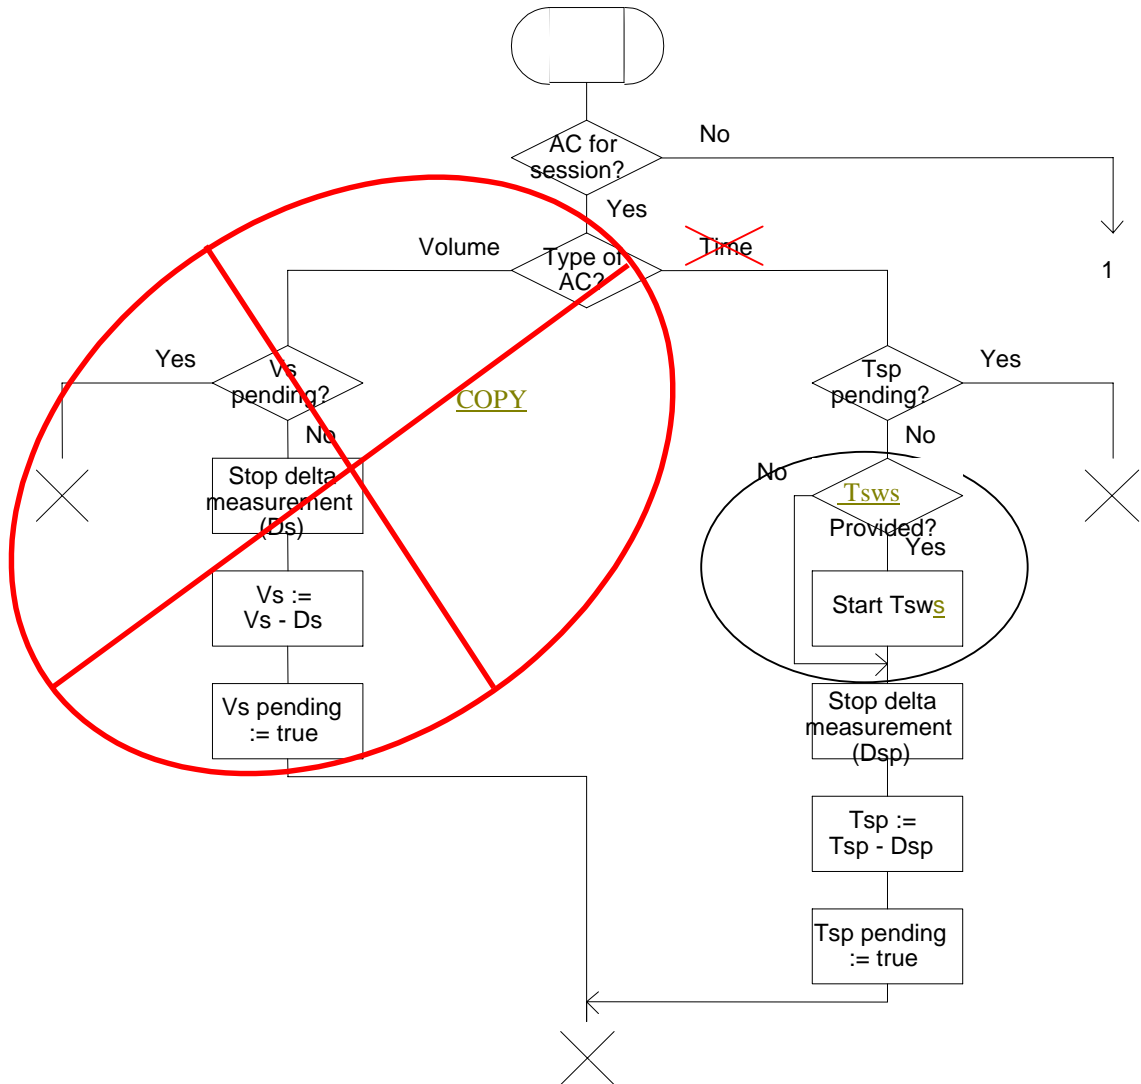 No
AC for
session?
Yes
Volume
Type of
AC?
Time
1
Yes
Vs
pending?
No
COPY
Tsp
pending?
Yes
No
Stop delta
measurement
(Ds)
No
Tsws
Provided?
Yes
Vs :=
Vs - Ds
Start Tsws
Vs pending
:= true
Stop delta
measurement
(Dsp)
Tsp :=
Tsp - Dsp
Tsp pending
:= true